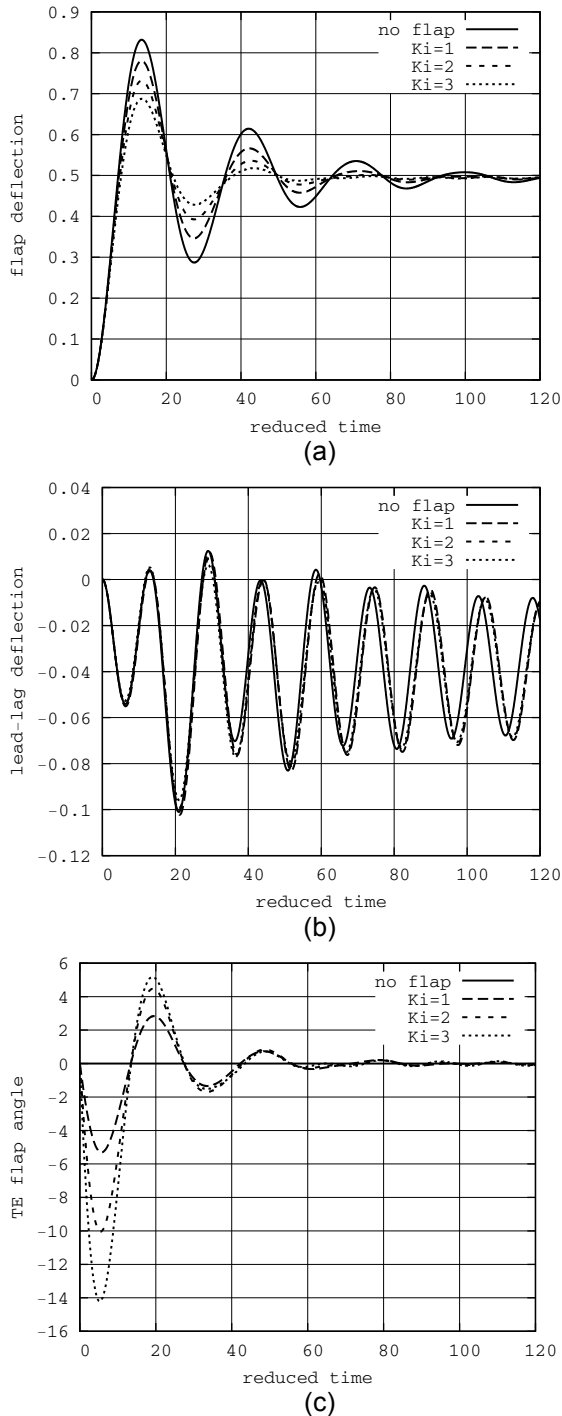 0.9
0.8
0.7
0.6
0.5
0.4
0.3
0.2
0.1
0
flap deflection
no flap
Ki=1
Ki=2
Ki=3
0 20 40 60 80 100 120
reduced time
(a)
0.04
0.02
0
-0.02
-0.04
-0.06
-0.08
-0.1
-0.12
lead-lag deflection
no flap
Ki=1
Ki=2
Ki=3
0 20 40 60 80 100 120
reduced time
(b)
6
4
2
0
-2
-4
-6
-8
-10
-12
-14
-16
TE flap angle
no flap
Ki=1
Ki=2
Ki=3
0 20 40 60 80 100 120
reduced time
(c)